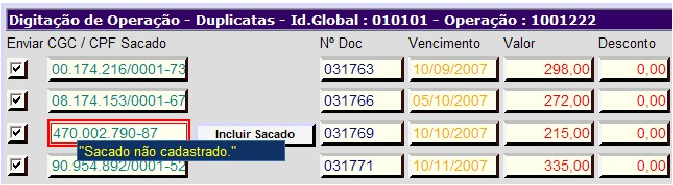 Digitação de Operação - Duplicatas - Id.Global : 010101 - Operação : 1001222
Enviar CGC / CPF Sacado Nº Doc Vencimento Valor Desconto
00.174.216/0001-73 031763 10/09/2007 298,00 0,00
08.174.153/0001-67 031766 05/10/2007 272,00 0,00
470.002.790-87 Incluir Sacado 031769 10/10/2007 215,00 0,00
"Sacado não cadastrado."
90.954.892/0001-52 031771 10/11/2007 335,00 0,00